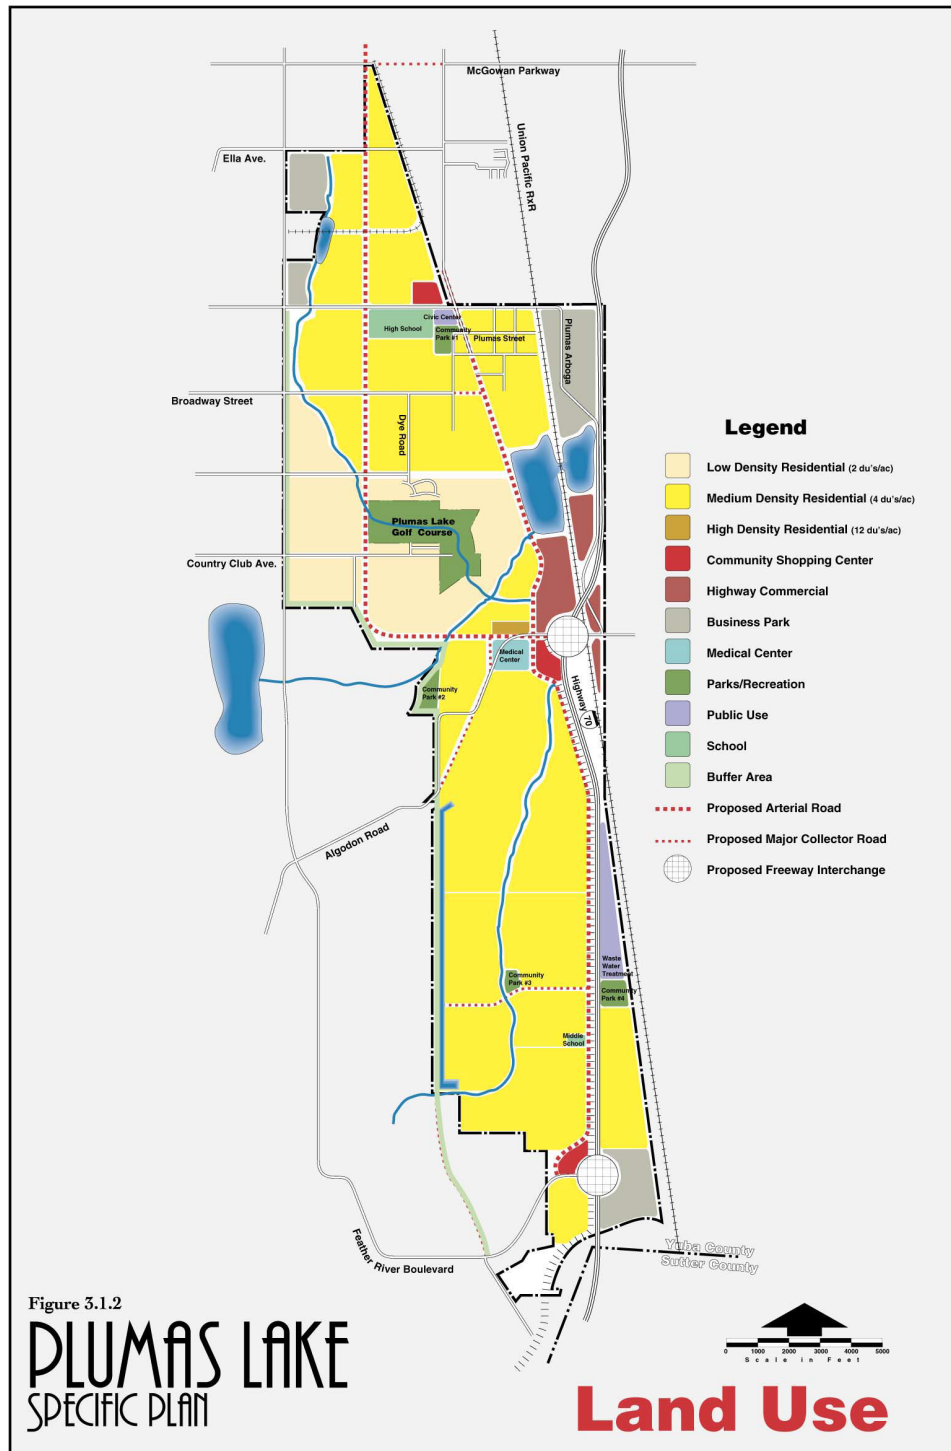 McGowan Parkway
Union Pacific RxR
Ella Ave.
Civic Center
High School
Community
Park #1
Plumas Street
Plumas Arboga
Broadway Street
Dye Road
Plumas Lake
Golf Course
Country Club Ave.
Medical
Center
Community
Park #2
Highway
70
Algodon Road
Waste
Water
Treatment
Community
Park #3
Community
Park #4
Middle
School
Feather River Boulevard
Yuba County
Sutter County
Legend
Low Density Residential (2 du's/ac)
Medium Density Residential (4 du's/ac)
High Density Residential (12 du's/ac)
Community Shopping Center
Highway Commercial
Business Park
Medical Center
Parks/Recreation
Public Use
School
Buffer Area
Proposed Arterial Road
Proposed Major Collector Road
Proposed Freeway Interchange
Figure 3.1.2
PLUMAS LAKE
SPECIFIC PLAN
0 1000 2000 3000 4000 5000
Scale in Feet
Land Use